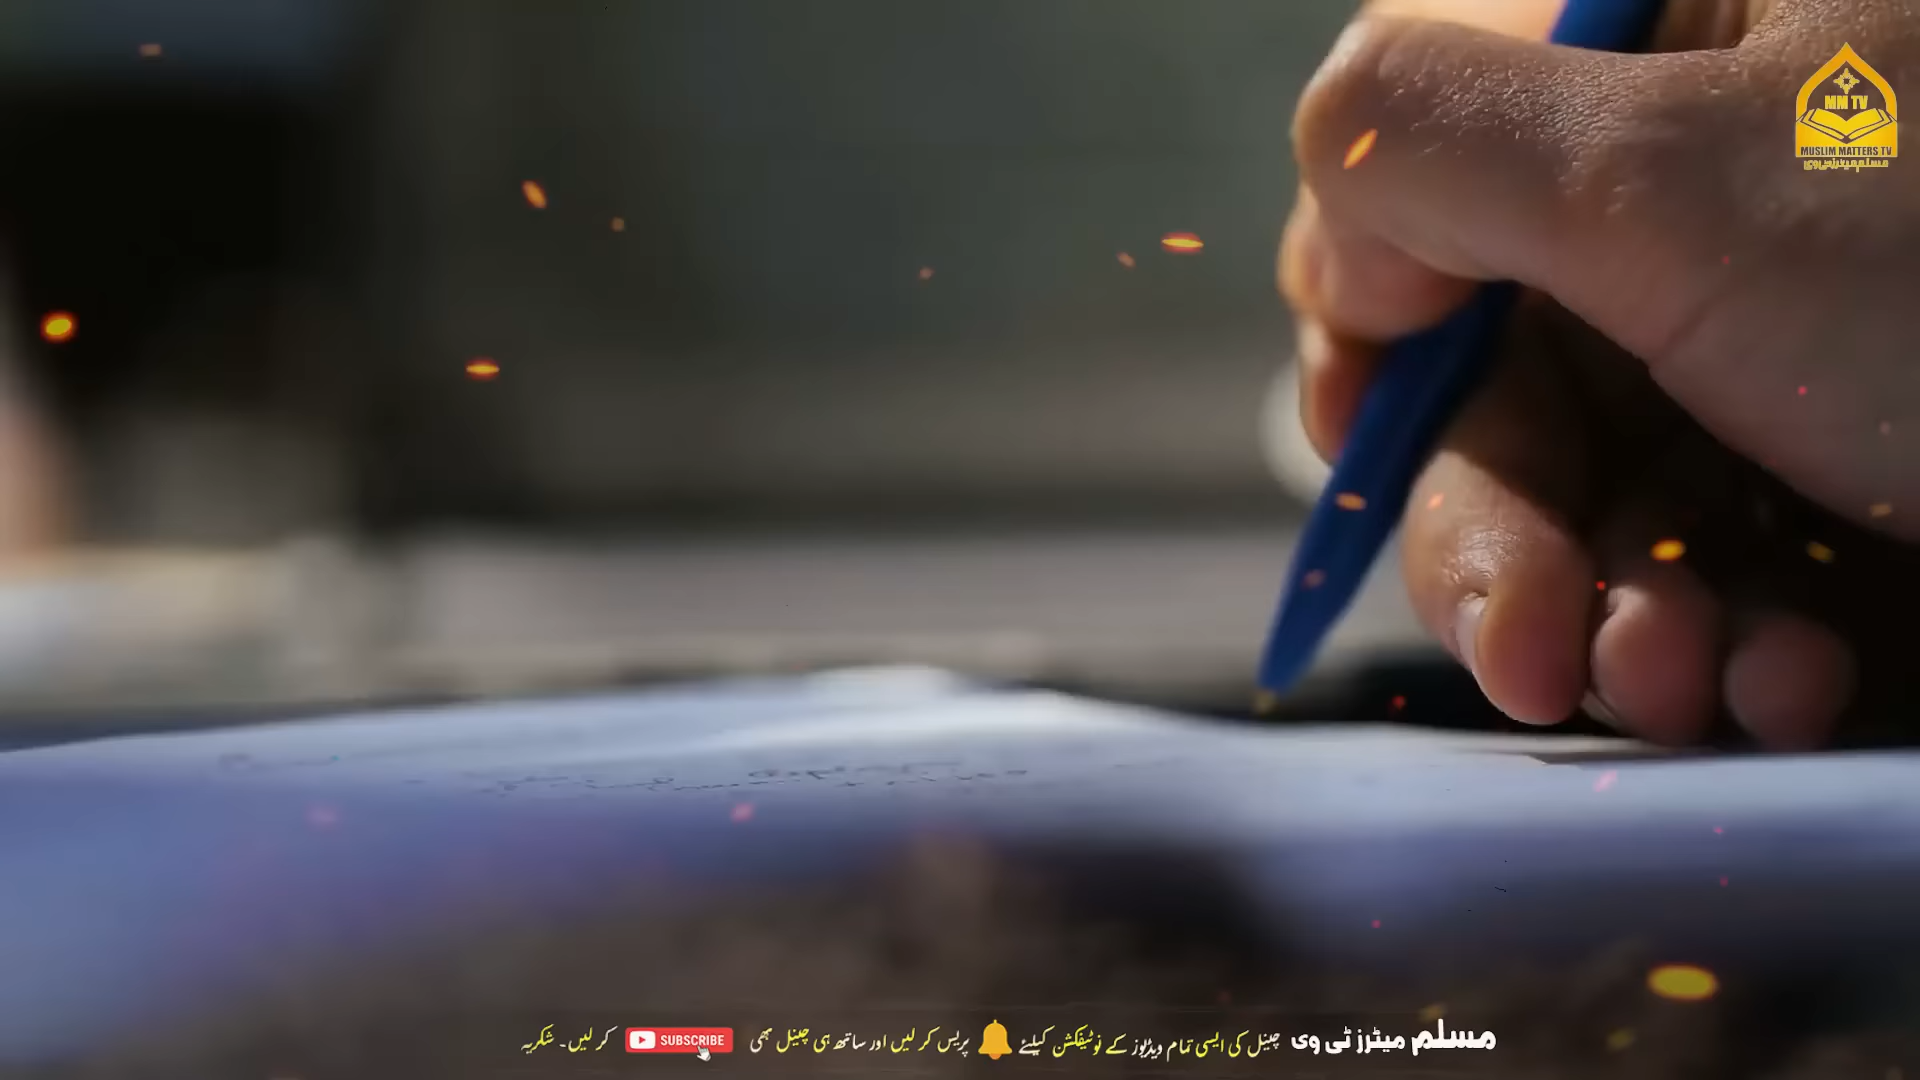 MM TV
MUSLIM MATTERS TV
مسلم میٹرز ٹی وی
مسلم میٹرز ٹی وی چینل کی ایسی تمام ویڈیوز کے نوٹیفکشن کیلئے پریس کر لیں اور ساتھ ہی چینل بھی SUBSCRIBE کر لیں۔ شکریہ